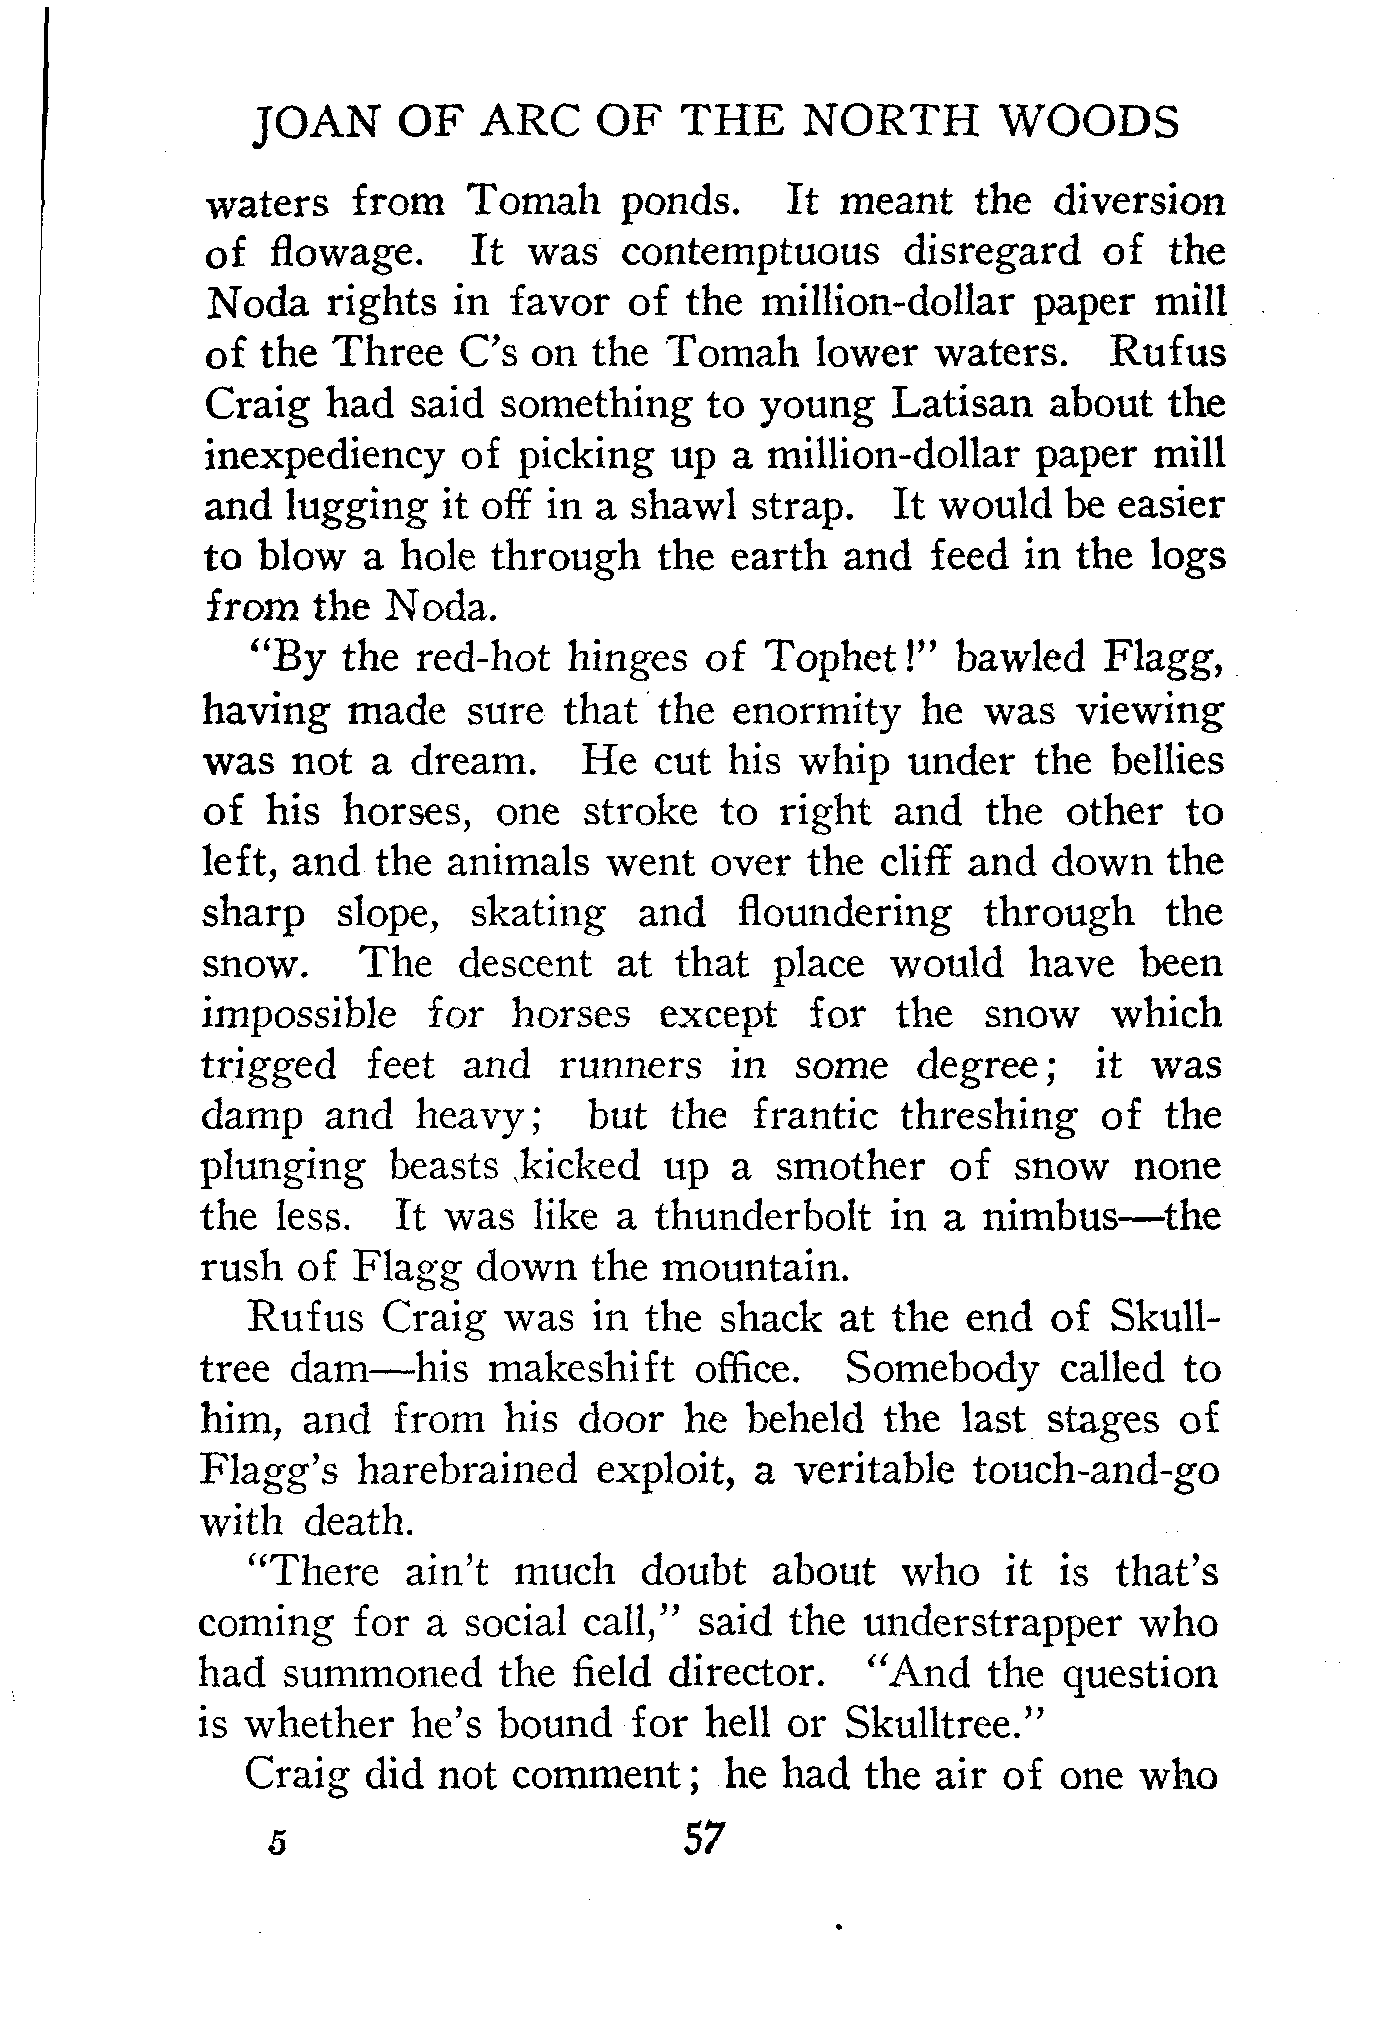 JOAN OF ARC OF THE NORTH WOODS
waters from Tomah ponds. It meant the diversion
of flowage. It was contemptuous disregard of the
Noda rights in favor of the million-dollar paper mill
of the Three C's on the Tomah lower waters. Rufus
Craig had said something to young Latisan about the
inexpediency of picking up a million-dollar paper mill
and lugging it off in a shawl strap. It would be easier
to blow a hole through the earth and feed in the logs
from the Noda.
"By the red-hot hinges of Tophet!" bawled Flagg,
having made sure that the enormity he was viewing
was not a dream. He cut his whip under the bellies
of his horses, one stroke to right and the other to
left, and the animals went over the cliff and down the
sharp slope, skating and floundering through the
snow. The descent at that place would have been
impossible for horses except for the snow which
trigged feet and runners in some degree; it was
damp and heavy; but the frantic threshing of the
plunging beasts kicked up a smother of snow none
the less. It was like a thunderbolt in a nimbus—the
rush of Flagg down the mountain.
Rufus Craig was in the shack at the end of Skull-
tree dam—his makeshift office. Somebody called to
him, and from his door he beheld the last stages of
Flagg's harebrained exploit, a veritable touch-and-go
with death.
"There ain't much doubt about who it is that's
coming for a social call," said the understrapper who
had summoned the field director. "And the question
is whether he's bound for hell or Skulltree."
Craig did not comment; he had the air of one who
5 57